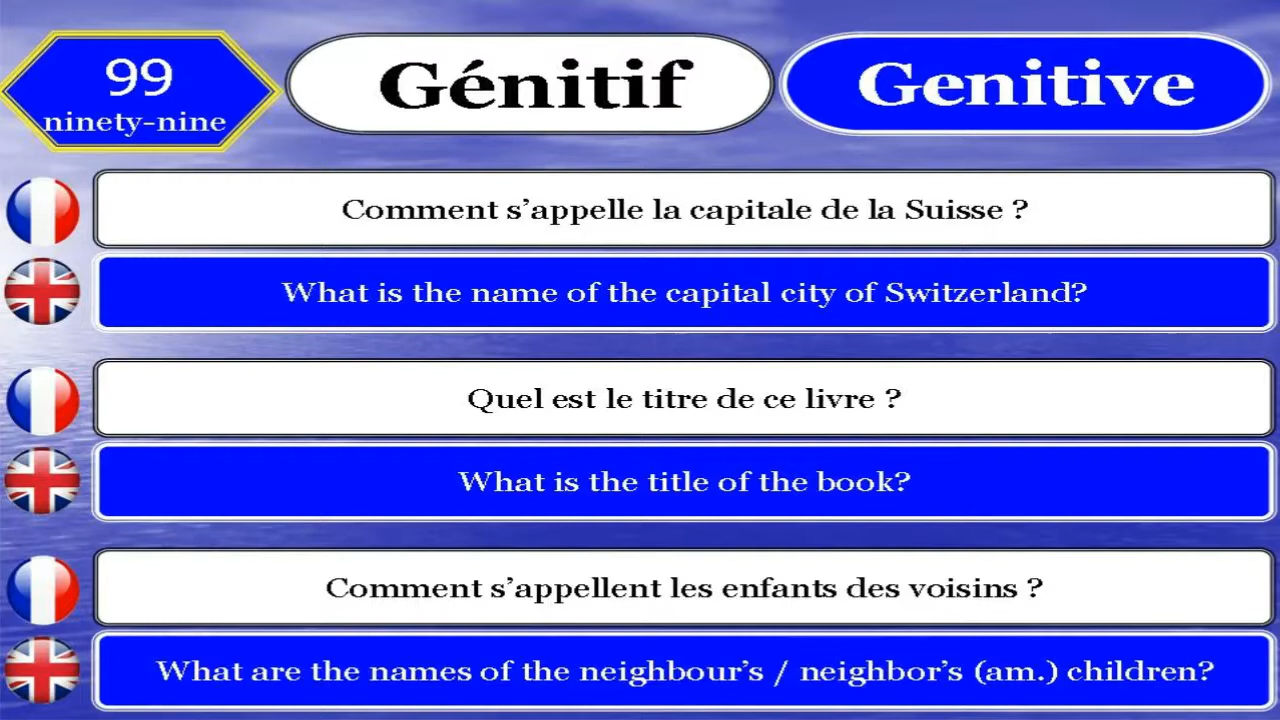 99
ninety-nine
Génitif
Genitive
Comment s’appelle la capitale de la Suisse ?
What is the name of the capital city of Switzerland?
Quel est le titre de ce livre ?
What is the title of the book?
Comment s’appellent les enfants des voisins ?
What are the names of the neighbour’s / neighbor’s (am.) children?